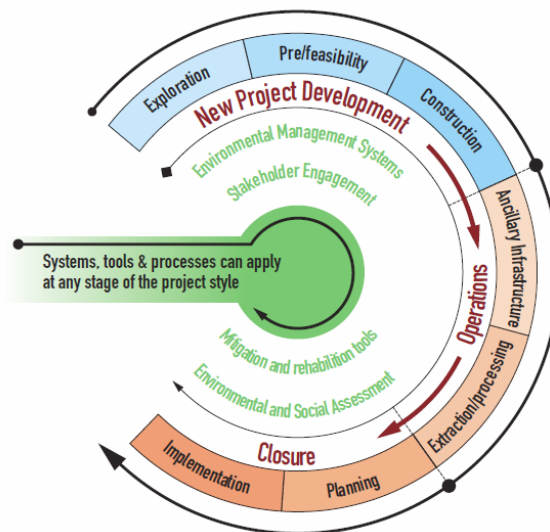 Exploration
Pre/feasibility
Construction
New Project Development
Environmental Management Systems
Stakeholder Engagement
Systems, tools & processes can apply
at any stage of the project style
Ancillary Infrastructure
Operations
Extraction/processing
Mitigation and rehabilition tools
Environmental and Social Assessment
Closure
Planning
Implementation